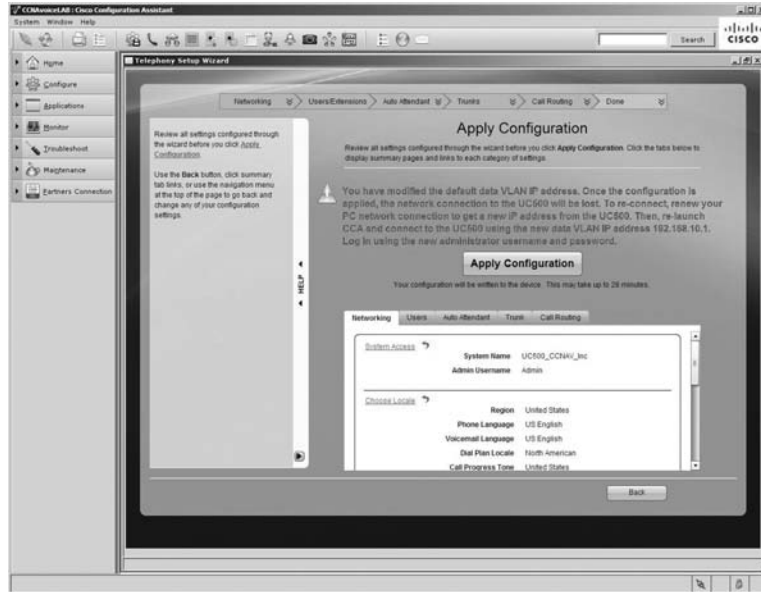 CCNAvoiceLAB : Cisco Configuration Assistant
System Window Help
Search
CISCO
Home
Configure
Applications
Monitor
Troubleshoot
Maintenance
Partners Connection
Telephony Setup Wizard
Networking Users/Extensions Auto Attendant Trunks Call Routing Done
Review all settings configured through
the wizard before you click Apply
Configuration.
Use the Back button, click summary
tab links, or use the navigation menu
at the top of the page to go back and
change any of your configuration
settings.
HELP
Apply Configuration
Review all settings configured through the wizard before you click Apply Configuration. Click the tabs below to
display summary pages and links to each category of settings.
You have modified the default data VLAN IP address. Once the configuration is
applied, the network connection to the UC500 will be lost. To re-connect, renew your
PC network connection to get a new IP address from the UC500. Then, re-launch
CCA and connect to the UC500 using the new data VLAN IP address 192.168.10.1.
Log in using the new administrator username and password.
Apply Configuration
Your configuration will be written to the device. This may take up to 28 minutes.
Networking Users Auto Attendant Trunk Call Routing
System Access
System Name UC500_CCNAV_Inc
Admin Username Admin
Choose Locale
Region United States
Phone Language US English
Voicemail Language US English
Dial Plan Locale North American
Call Progress Tone United States
Back